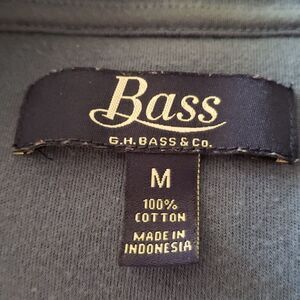 Bass
G.H. BASS & CO.
M
100%
COTTON
MADE IN
INDONESIA